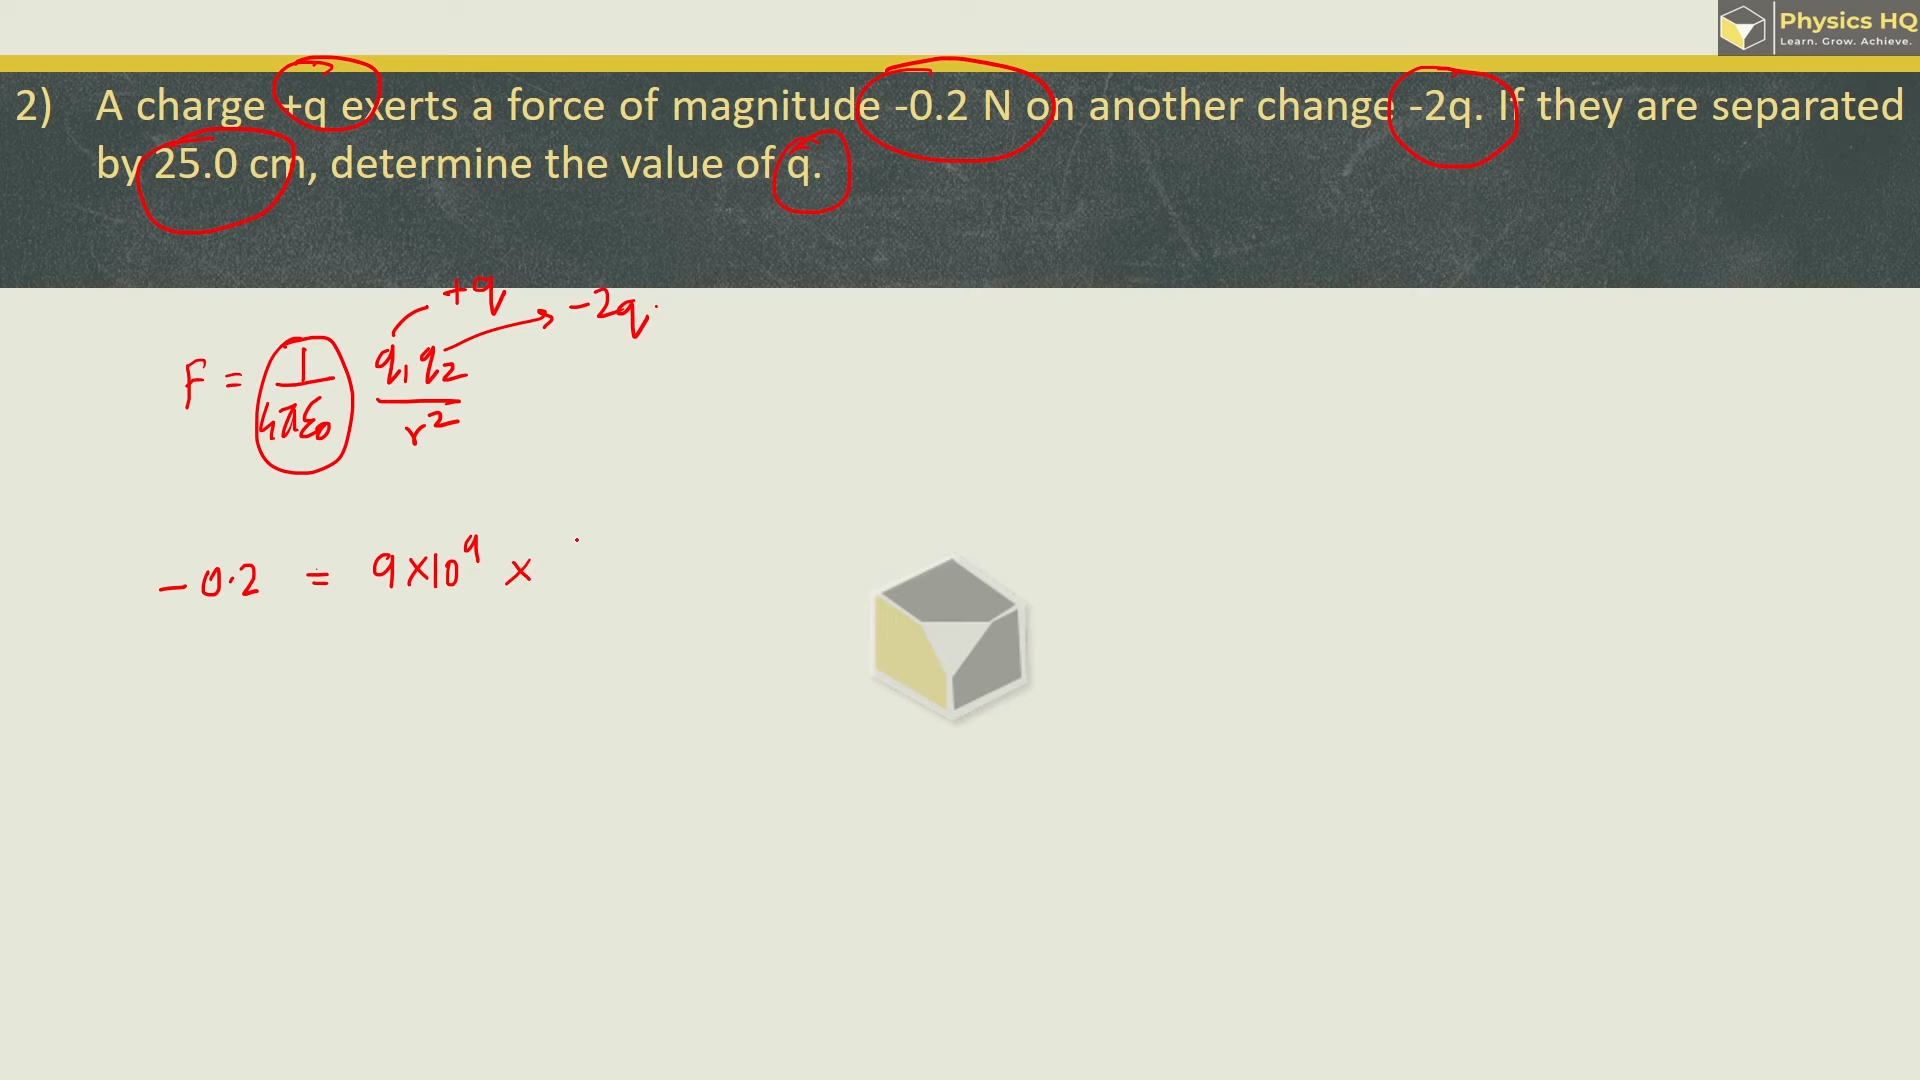 Physics HQ
Learn. Grow. Achieve.
2) A charge +q exerts a force of magnitude -0.2 N on another change -2q. If they are separated
by 25.0 cm, determine the value of q.
+q
-2q
F = 1/4πε₀ q₁q₂/r²
-0.2 = 9×10⁹ ×